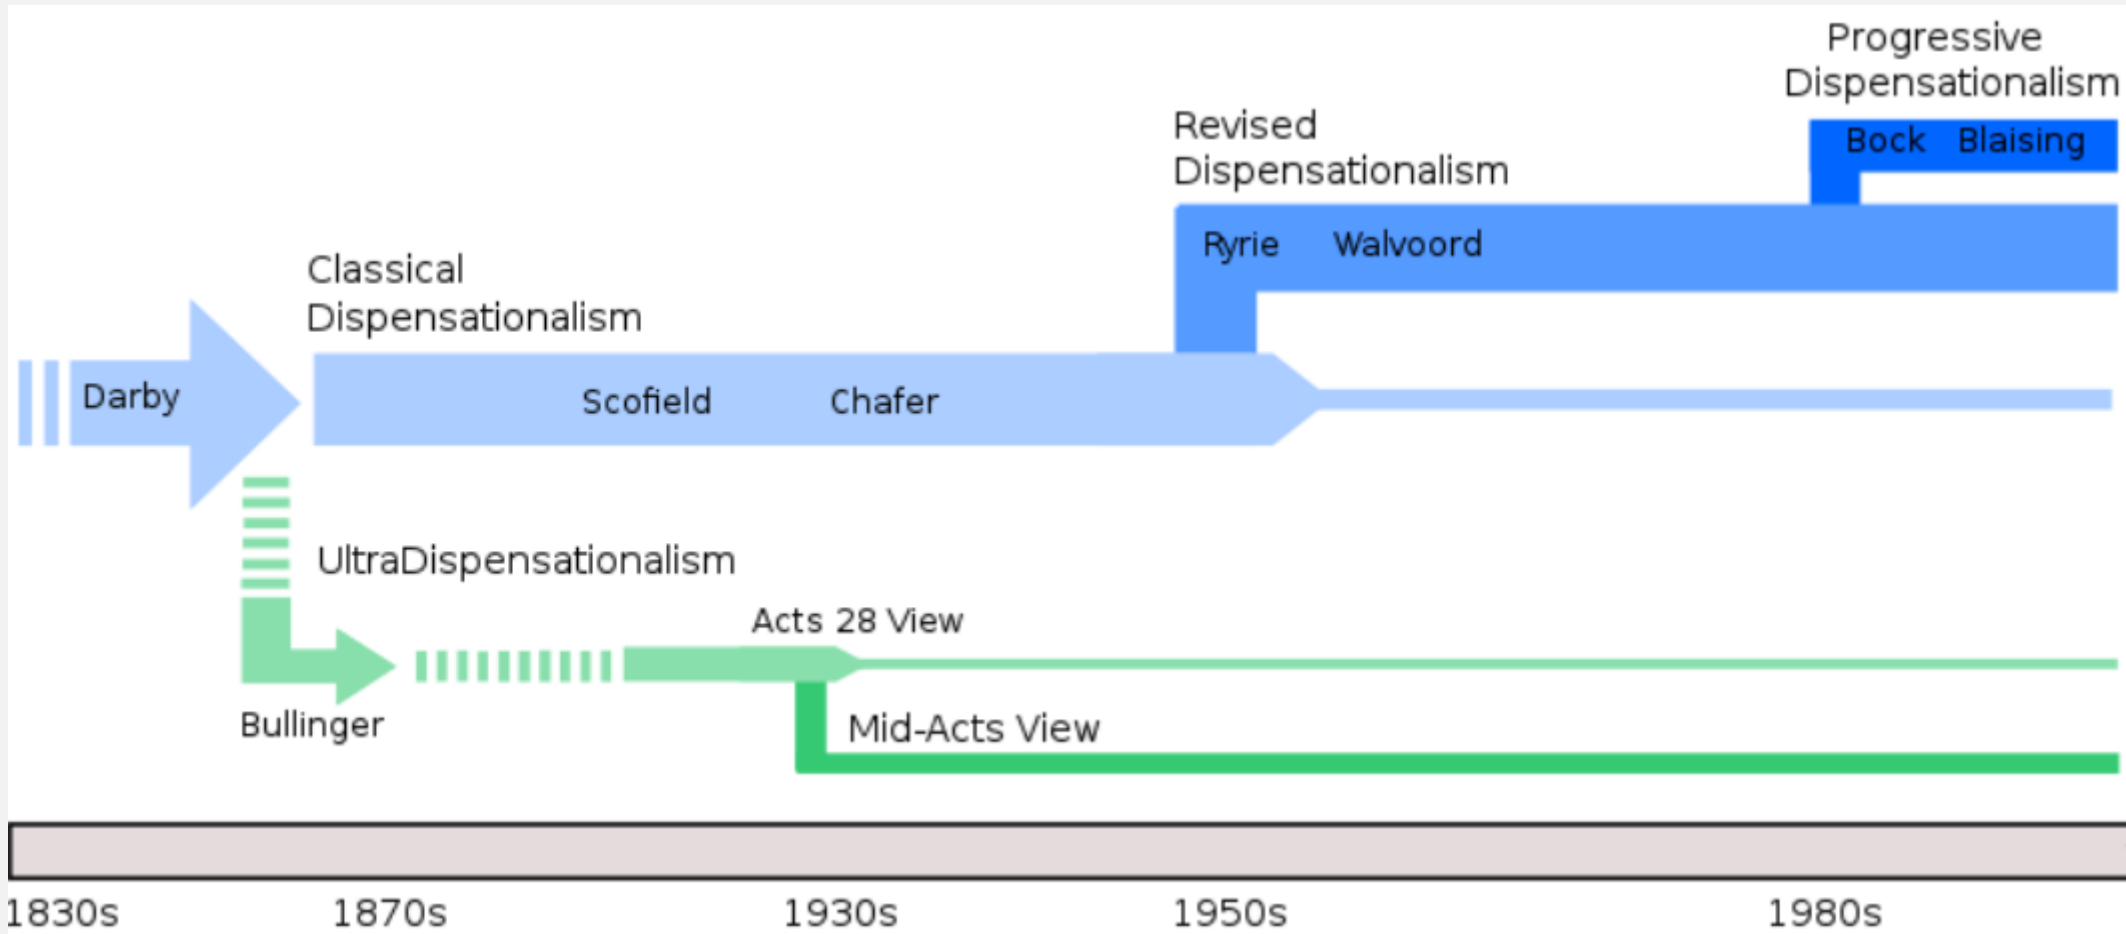 Progressive
Dispensationalism
Bock Blaising
Revised
Dispensationalism
Ryrie Walvoord
Classical
Dispensationalism
Darby
Scofield Chafer
UltraDispensationalism
Acts 28 View
Bullinger
Mid-Acts View
1830s 1870s 1930s 1950s 1980s